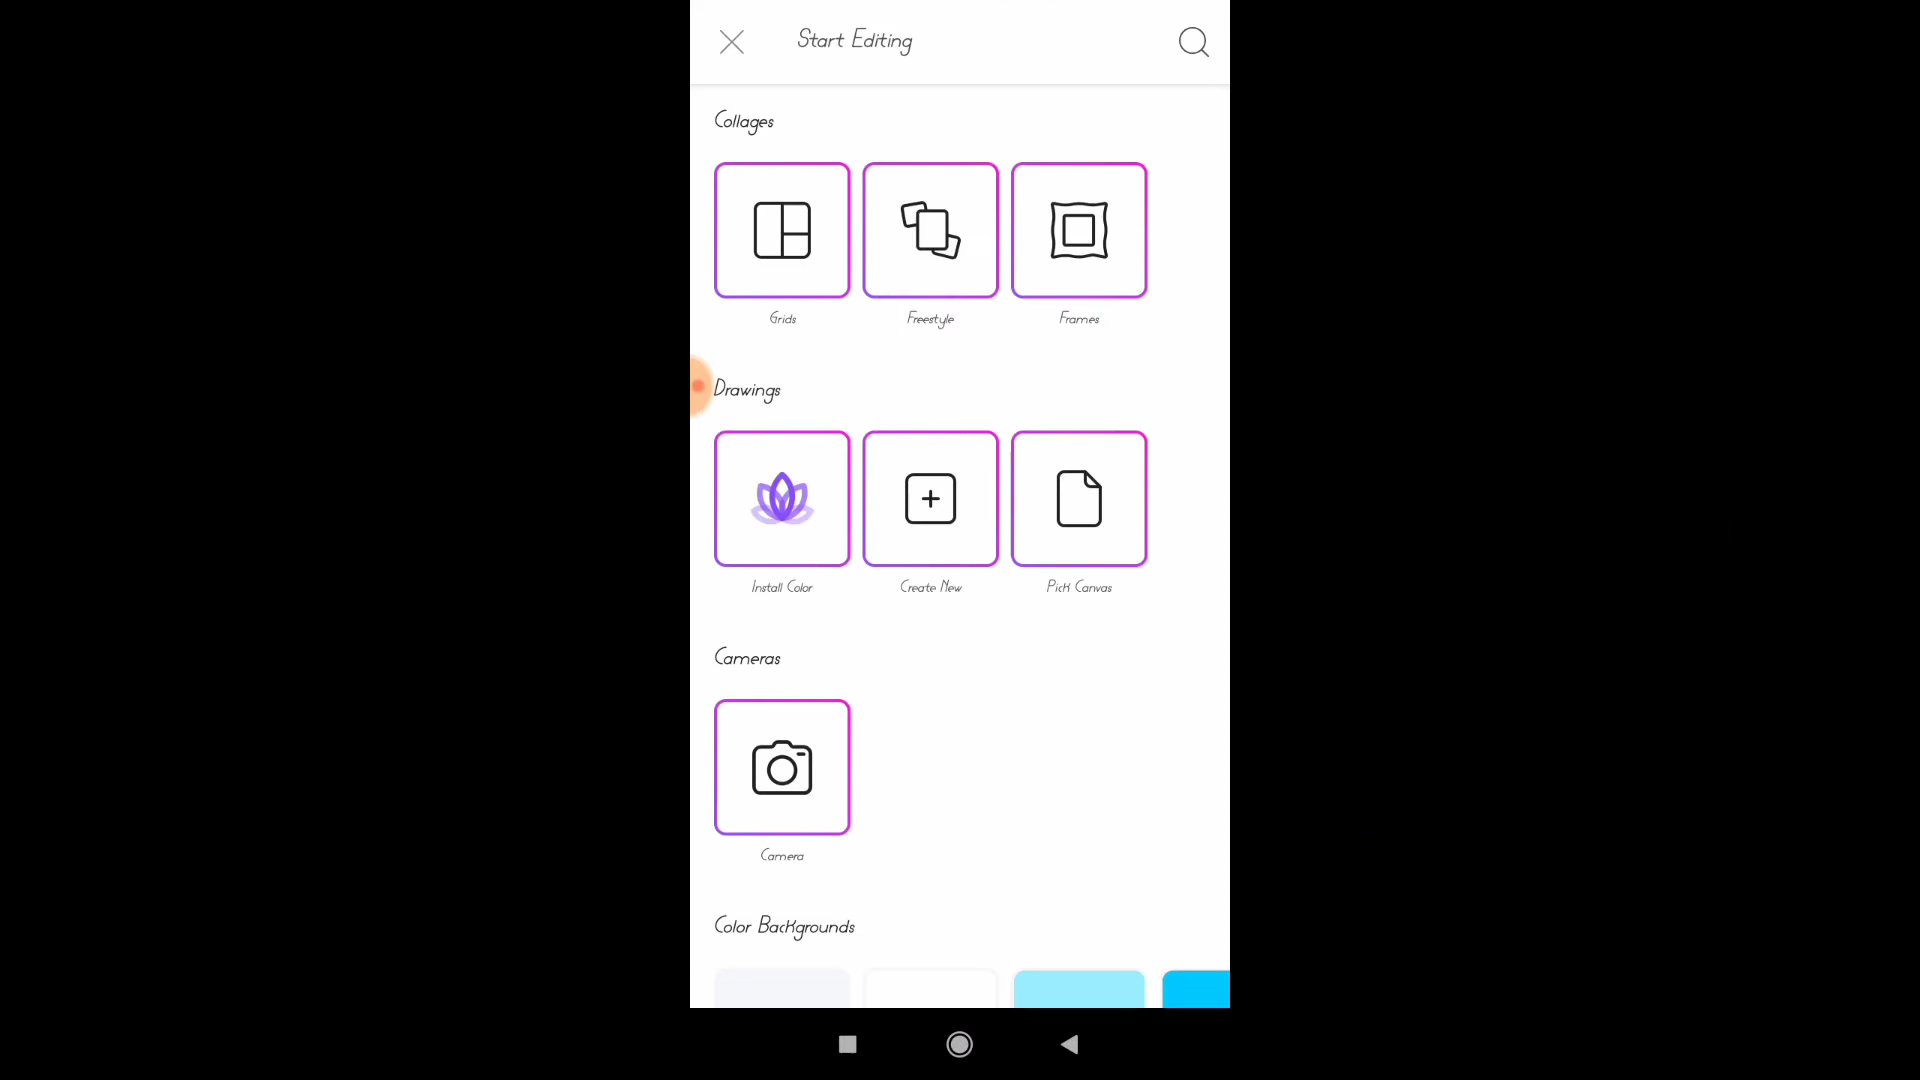 Start Editing
Collages
Grids
Freestyle
Frames
Drawings
Install Color
Create New
Pick Canvas
Cameras
Camera
Color Backgrounds